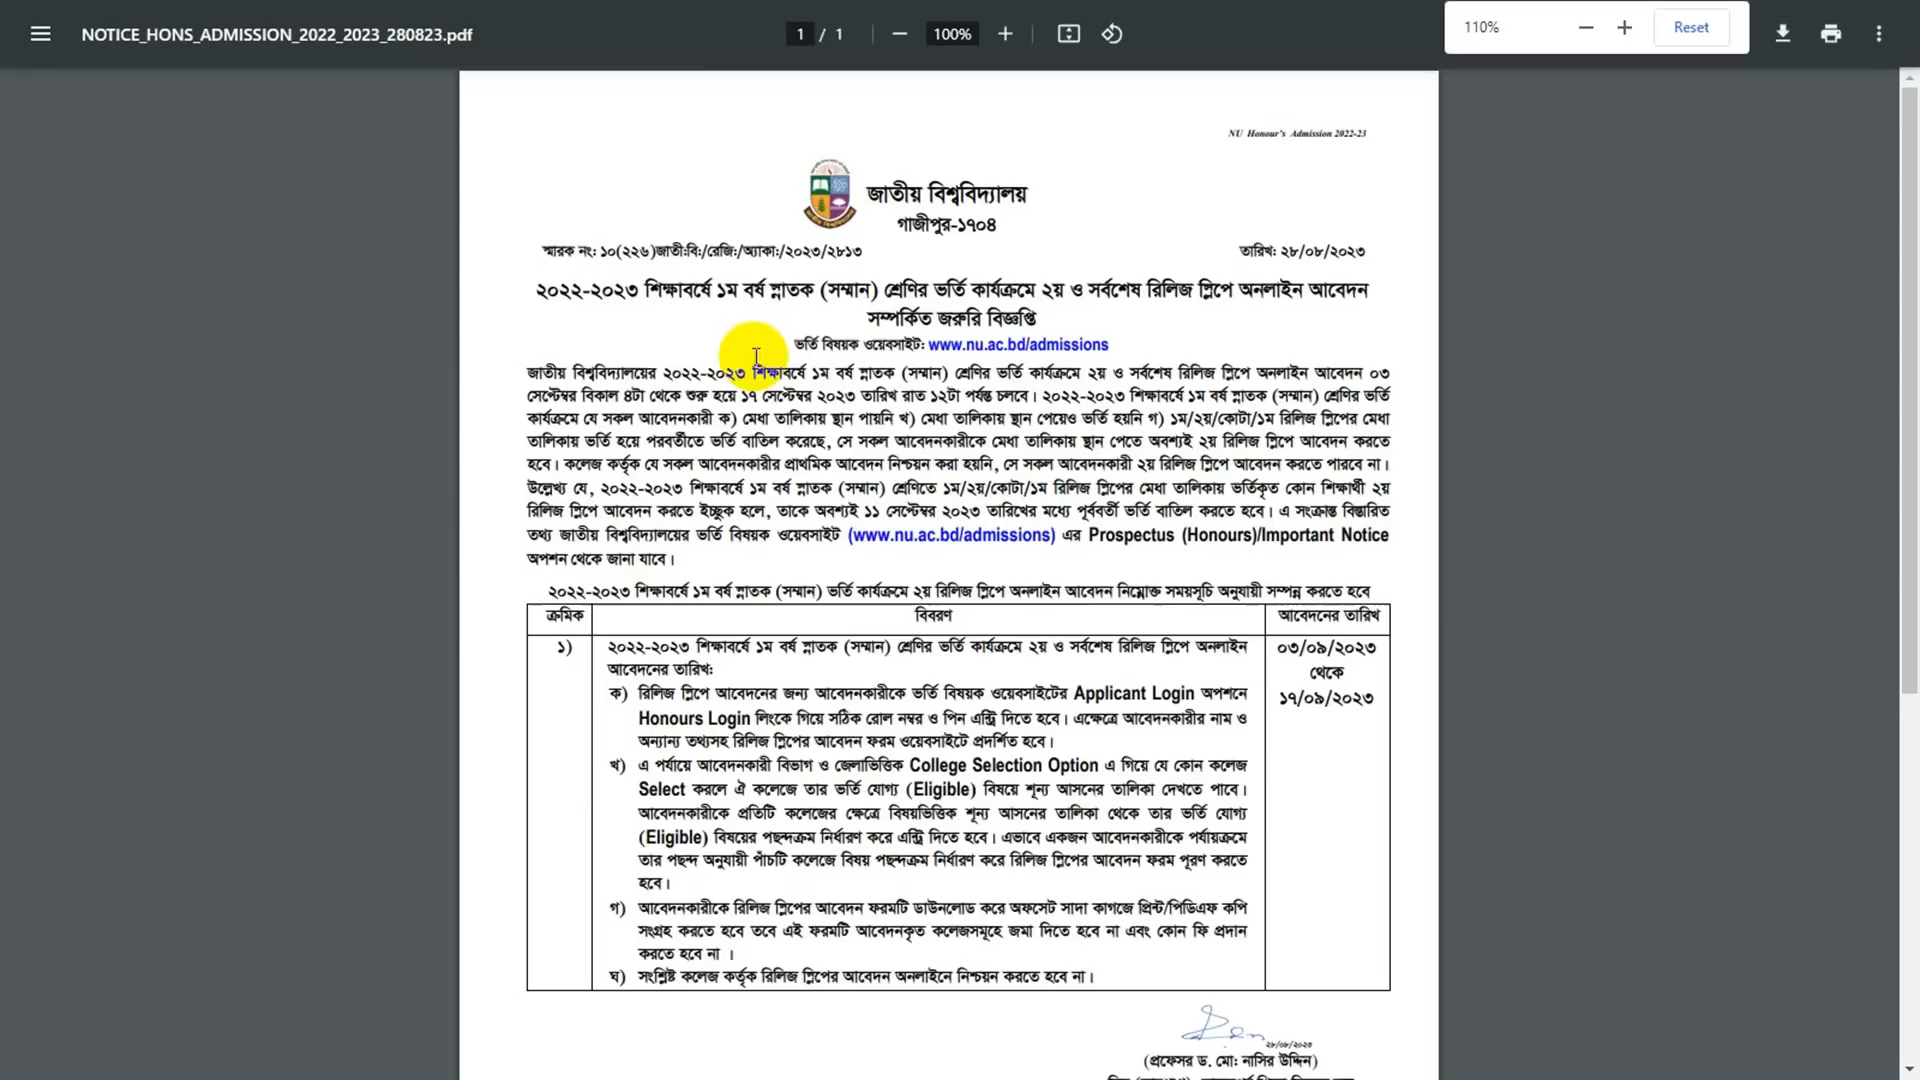 NOTICE_HONS_ADMISSION_2022_2023_280823.pdf
1 / 1
100%
110%
Reset
NU Honour's Admission 2022-23
জাতীয় বিশ্ববিদ্যালয়
গাজীপুর-১৭০৪
স্মারক নং: ১০(২২৬)জাতী:বি:/রেজি:/অ্যাকা:/২০২৩/২৮১৩
তারিখ: ২৮/০৮/২০২৩
২০২২-২০২৩ শিক্ষাবর্ষে ১ম বর্ষ স্নাতক (সম্মান) শ্রেণির ভর্তি কার্যক্রমে ২য় ও সর্বশেষ রিলিজ স্লিপে অনলাইন আবেদন
সম্পর্কিত জরুরি বিজ্ঞপ্তি
ভর্তি বিষয়ক ওয়েবসাইট: www.nu.ac.bd/admissions
জাতীয় বিশ্ববিদ্যালয়ের ২০২২-২০২৩ শিক্ষাবর্ষে ১ম বর্ষ স্নাতক (সম্মান) শ্রেণির ভর্তি কার্যক্রমে ২য় ও সর্বশেষ রিলিজ স্লিপে অনলাইন আবেদন ০৩
সেপ্টেম্বর বিকাল ৪টা থেকে শুরু হয়ে ১৭ সেপ্টেম্বর ২০২৩ তারিখ রাত ১২টা পর্যন্ত চলবে। ২০২২-২০২৩ শিক্ষাবর্ষে ১ম বর্ষ স্নাতক (সম্মান) শ্রেণির ভর্তি
কার্যক্রমে যে সকল আবেদনকারী ক) মেধা তালিকায় স্থান পায়নি খ) মেধা তালিকায় স্থান পেয়েও ভর্তি হয়নি গ) ১ম/২য়/কোটা/১ম রিলিজ স্লিপের মেধা
তালিকায় ভর্তি হয়ে পরবর্তীতে ভর্তি বাতিল করেছে, সে সকল আবেদনকারীকে মেধা তালিকায় স্থান পেতে অবশ্যই ২য় রিলিজ স্লিপে আবেদন করতে
হবে। কলেজ কর্তৃক যে সকল আবেদনকারীর প্রাথমিক আবেদন নিশ্চয়ন করা হয়নি, সে সকল আবেদনকারী ২য় রিলিজ স্লিপে আবেদন করতে পারবে না।
উল্লেখ্য যে, ২০২২-২০২৩ শিক্ষাবর্ষে ১ম বর্ষ স্নাতক (সম্মান) শ্রেণিতে ১ম/২য়/কোটা/১ম রিলিজ স্লিপের মেধা তালিকায় ভর্তিকৃত কোন শিক্ষার্থী ২য়
রিলিজ স্লিপে আবেদন করতে ইচ্ছুক হলে, তাকে অবশ্যই ১১ সেপ্টেম্বর ২০২৩ তারিখের মধ্যে পূর্ববর্তী ভর্তি বাতিল করতে হবে। এ সংক্রান্ত বিস্তারিত
তথ্য জাতীয় বিশ্ববিদ্যালয়ের ভর্তি বিষয়ক ওয়েবসাইট (www.nu.ac.bd/admissions) এর Prospectus (Honours)/Important Notice
অপশন থেকে জানা যাবে।
২০২২-২০২৩ শিক্ষাবর্ষে ১ম বর্ষ স্নাতক (সম্মান) ভর্তি কার্যক্রমে ২য় রিলিজ স্লিপে অনলাইন আবেদন নিম্নোক্ত সময়সূচি অনুযায়ী সম্পন্ন করতে হবে
ক্রমিক
বিবরণ
আবেদনের তারিখ
১)
২০২২-২০২৩ শিক্ষাবর্ষে ১ম বর্ষ স্নাতক (সম্মান) শ্রেণির ভর্তি কার্যক্রমে ২য় ও সর্বশেষ রিলিজ স্লিপে অনলাইন
আবেদনের তারিখ:
ক) রিলিজ স্লিপে আবেদনের জন্য আবেদনকারীকে ভর্তি বিষয়ক ওয়েবসাইটের Applicant Login অপশনে
Honours Login লিংকে গিয়ে সঠিক রোল নম্বর ও পিন এন্ট্রি দিতে হবে। এক্ষেত্রে আবেদনকারীর নাম ও
অন্যান্য তথ্যসহ রিলিজ স্লিপের আবেদন ফরম ওয়েবসাইটে প্রদর্শিত হবে।
খ) এ পর্যায়ে আবেদনকারী বিভাগ ও জেলাভিত্তিক College Selection Option এ গিয়ে যে কোন কলেজ
Select করলে ঐ কলেজে তার ভর্তি যোগ্য (Eligible) বিষয়ে শূন্য আসনের তালিকা দেখতে পাবে।
আবেদনকারীকে প্রতিটি কলেজের ক্ষেত্রে বিষয়ভিত্তিক শূন্য আসনের তালিকা থেকে তার ভর্তি যোগ্য
(Eligible) বিষয়ের পছন্দক্রম নির্ধারণ করে এন্ট্রি দিতে হবে। এভাবে একজন আবেদনকারীকে পর্যায়ক্রমে
তার পছন্দ অনুযায়ী পাঁচটি কলেজে বিষয় পছন্দক্রম নির্ধারণ করে রিলিজ স্লিপের আবেদন ফরম পূরণ করতে
হবে।
গ) আবেদনকারীকে রিলিজ স্লিপের আবেদন ফরমটি ডাউনলোড করে অফসেট সাদা কাগজে প্রিন্ট/পিডিএফ কপি
সংগ্রহ করতে হবে তবে এই ফরমটি আবেদনকৃত কলেজসমূহে জমা দিতে হবে না এবং কোন ফি প্রদান
করতে হবে না ।
ঘ) সংশ্লিষ্ট কলেজ কর্তৃক রিলিজ স্লিপের আবেদন অনলাইনে নিশ্চয়ন করতে হবে না।
০৩/০৯/২০২৩
থেকে
১৭/০৯/২০২৩
২৮/০৮/২০২৩
(প্রফেসর ড. মো: নাসির উদ্দিন)